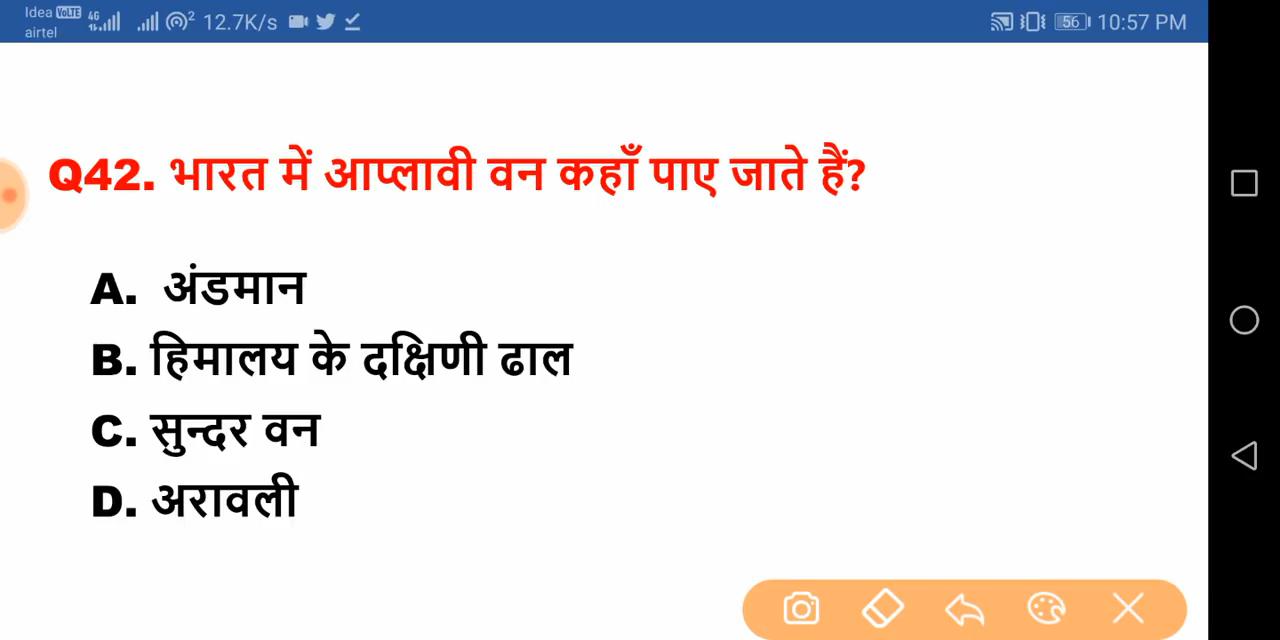 Idea VoLTE 4G 2 12.7K/s 56 10:57 PM
airtel
Q42. भारत में आप्लावी वन कहाँ पाए जाते हैं?
A. अंडमान
B. हिमालय के दक्षिणी ढाल
C. सुन्दर वन
D. अरावली